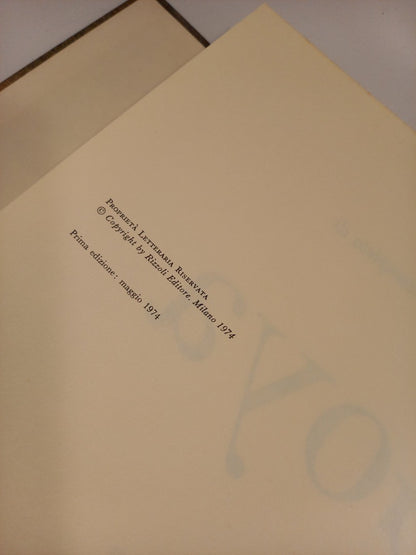 PROPRIETÀ LETTERARIA RISERVATA
© Copyright by Rizzoli Editore, Milano 1974
Prima edizione: maggio 1974